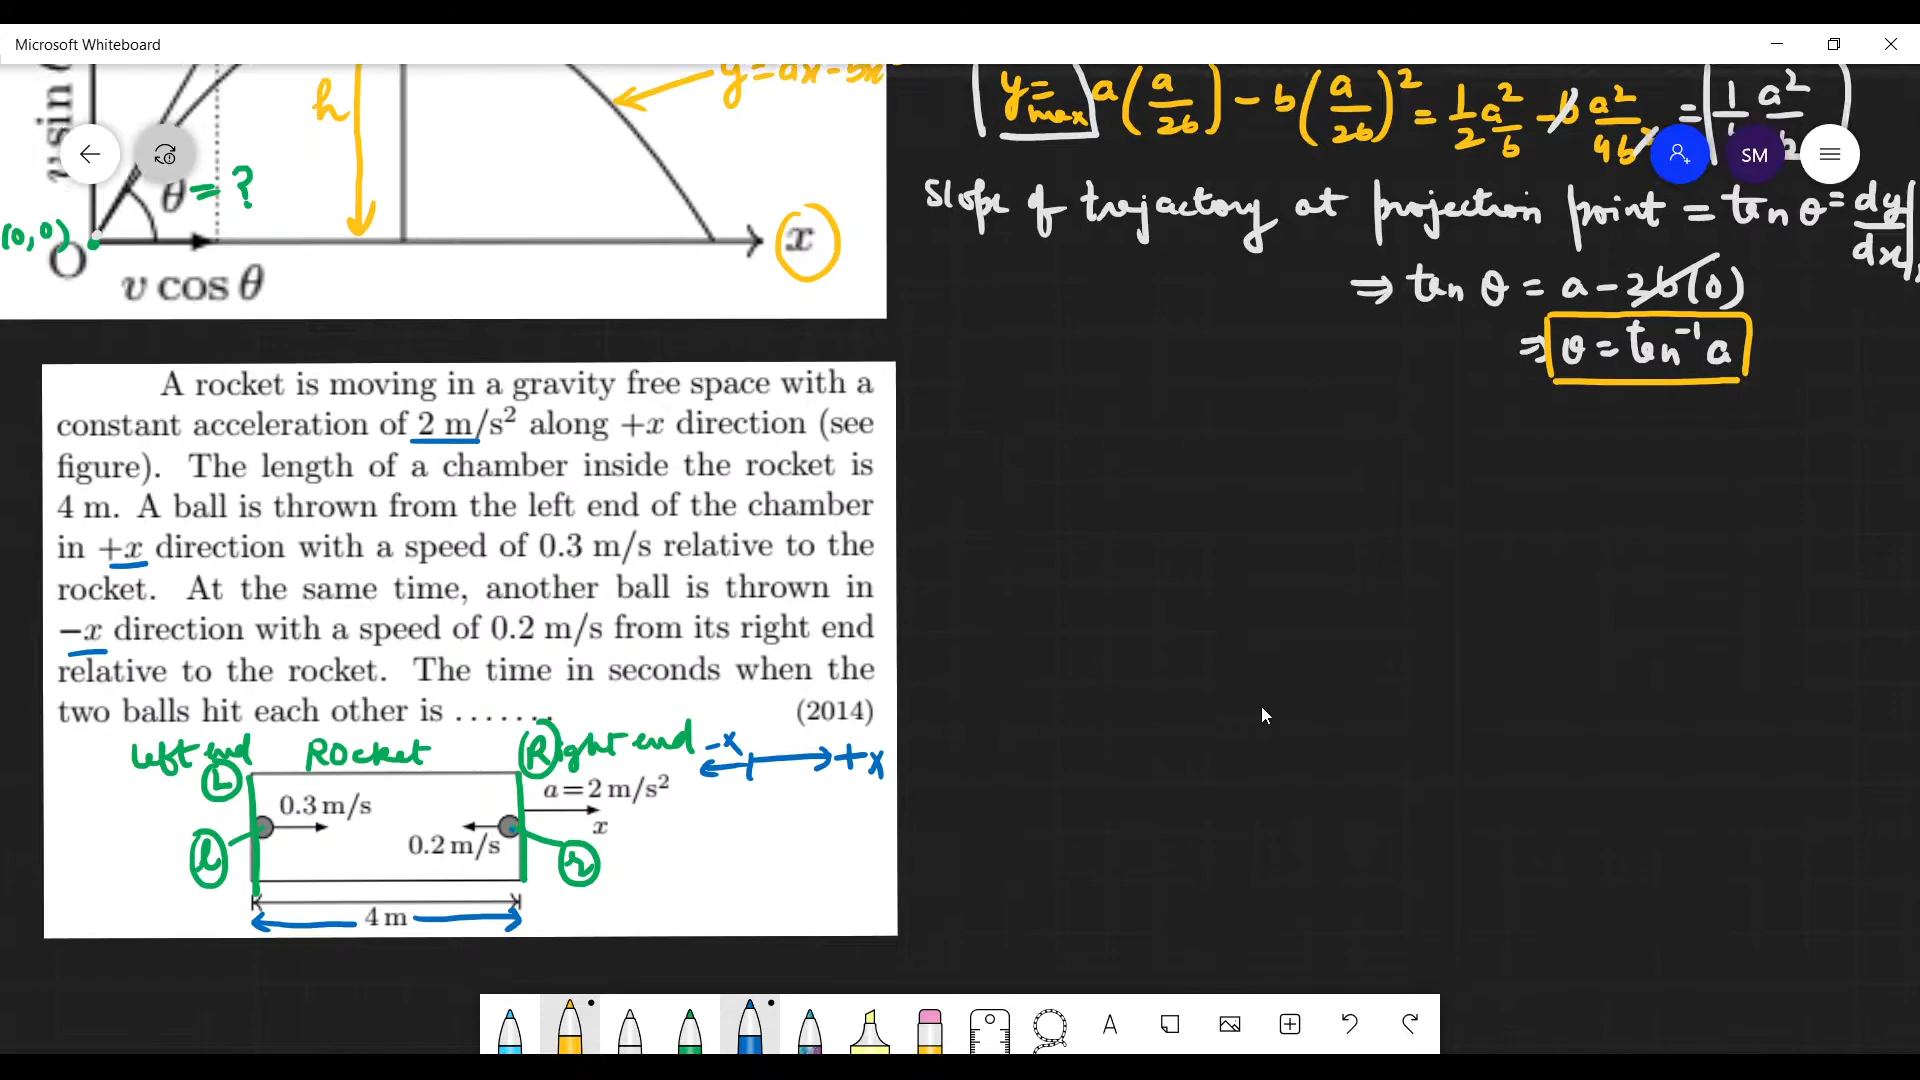 Microsoft Whiteboard
h
y=ax-bx
θ=?
(0,0)
O
x
v cos θ
y=max a(a/2b) - b(a/2b)² = 1/2 a²/b - b a²/4b² = 1 a²
SM
Slope of trajactory at projection point = tan θ = dy/dx
⇒ tan θ = a - 2b(0)
⇒ θ = tan⁻¹ a
A rocket is moving in a gravity free space with a
constant acceleration of 2 m/s² along +x direction (see
figure). The length of a chamber inside the rocket is
4 m. A ball is thrown from the left end of the chamber
in +x direction with a speed of 0.3 m/s relative to the
rocket. At the same time, another ball is thrown in
−x direction with a speed of 0.2 m/s from its right end
relative to the rocket. The time in seconds when the
two balls hit each other is . . . . . . . (2014)
left end Rocket Right end -x +x
L
a=2 m/s²
0.3 m/s
x
0.2 m/s
l
r
4 m
A